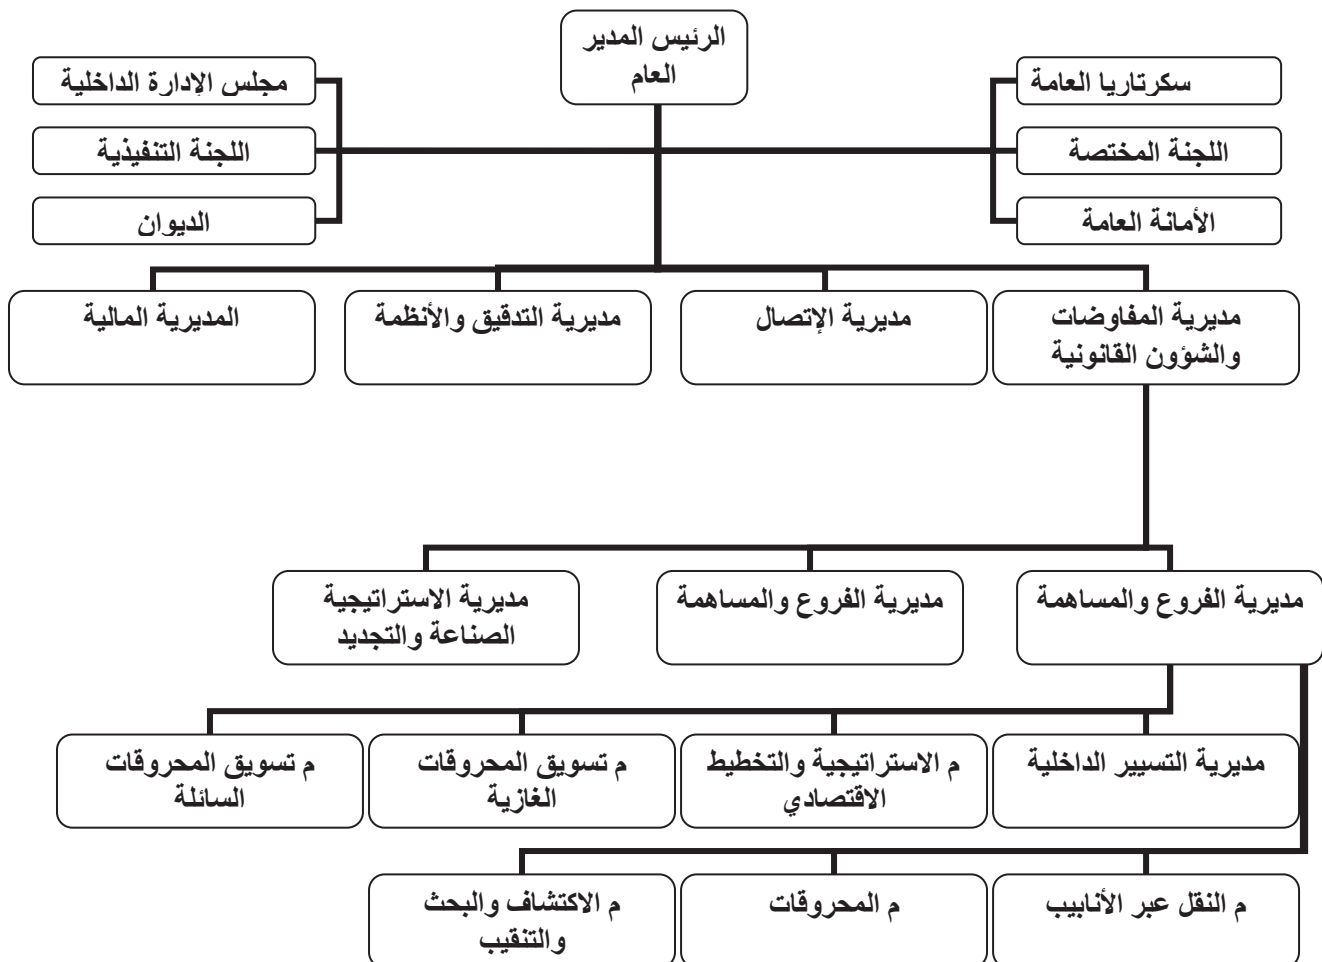 الرئيس المدير
العام
سكرتاريا العامة
مجلس الإدارة الداخلية
اللجنة المختصة
اللجنة التنفيذية
الأمانة العامة
الديوان
مديرية المفاوضات
والشؤون القانونية
مديرية الإتصال
مديرية التدقيق والأنظمة
المديرية المالية
مديرية الفروع والمساهمة
مديرية الفروع والمساهمة
مديرية الاستراتيجية
الصناعة والتجديد
مديرية التسيير الداخلية
م الاستراتيجية والتخطيط
الاقتصادي
م تسويق المحروقات
الغازية
م تسويق المحروقات
السائلة
م النقل عبر الأنابيب
م المحروقات
م الاكتشاف والبحث
والتنقيب